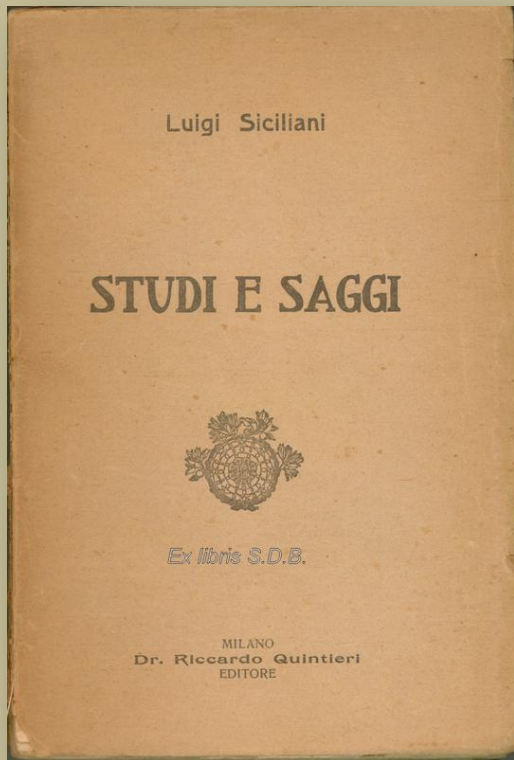 Luigi Siciliani
STUDI E SAGGI
Ex libris S.D.B.
MILANO
Dr. Riccardo Quintieri
EDITORE